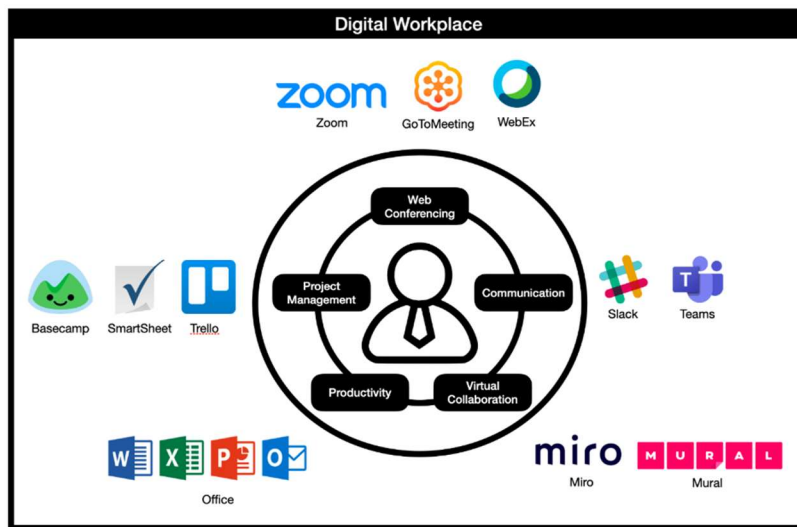 Digital Workplace
zoom
Zoom
GoToMeeting
WebEx
Web
Conferencing
Project
Management
Communication
Basecamp
SmartSheet
Trello
Slack
T
Teams
Productivity
Virtual
Collaboration
W
X
P
O
Office
miro
Miro
MURAL
Mural